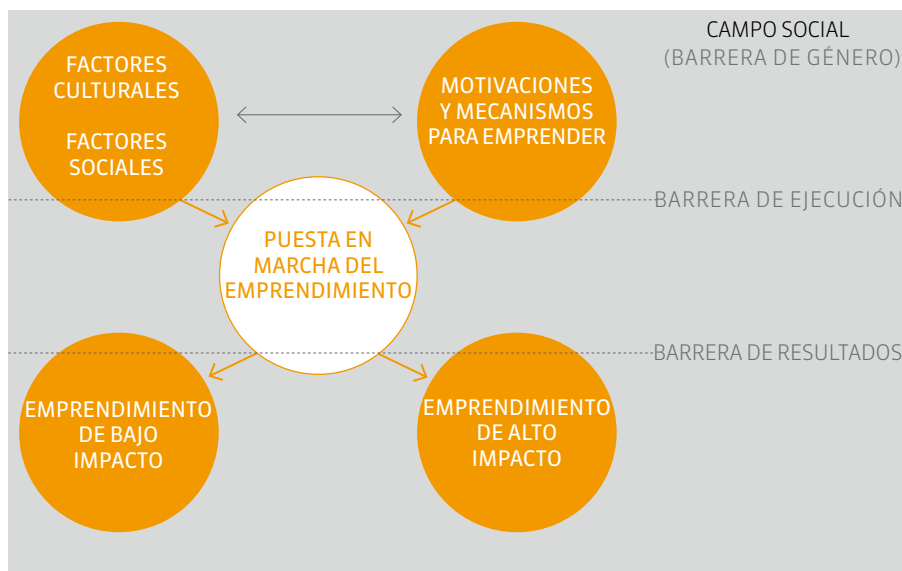 FACTORES
CULTURALES
FACTORES
SOCIALES
MOTIVACIONES
Y MECANISMOS
PARA EMPRENDER
CAMPO SOCIAL
(BARRERA DE GÉNERO)
BARRERA DE EJECUCIÓN
PUESTA EN
MARCHA DEL
EMPRENDIMIENTO
BARRERA DE RESULTADOS
EMPRENDIMIENTO
DE BAJO
IMPACTO
EMPRENDIMIENTO
DE ALTO
IMPACTO